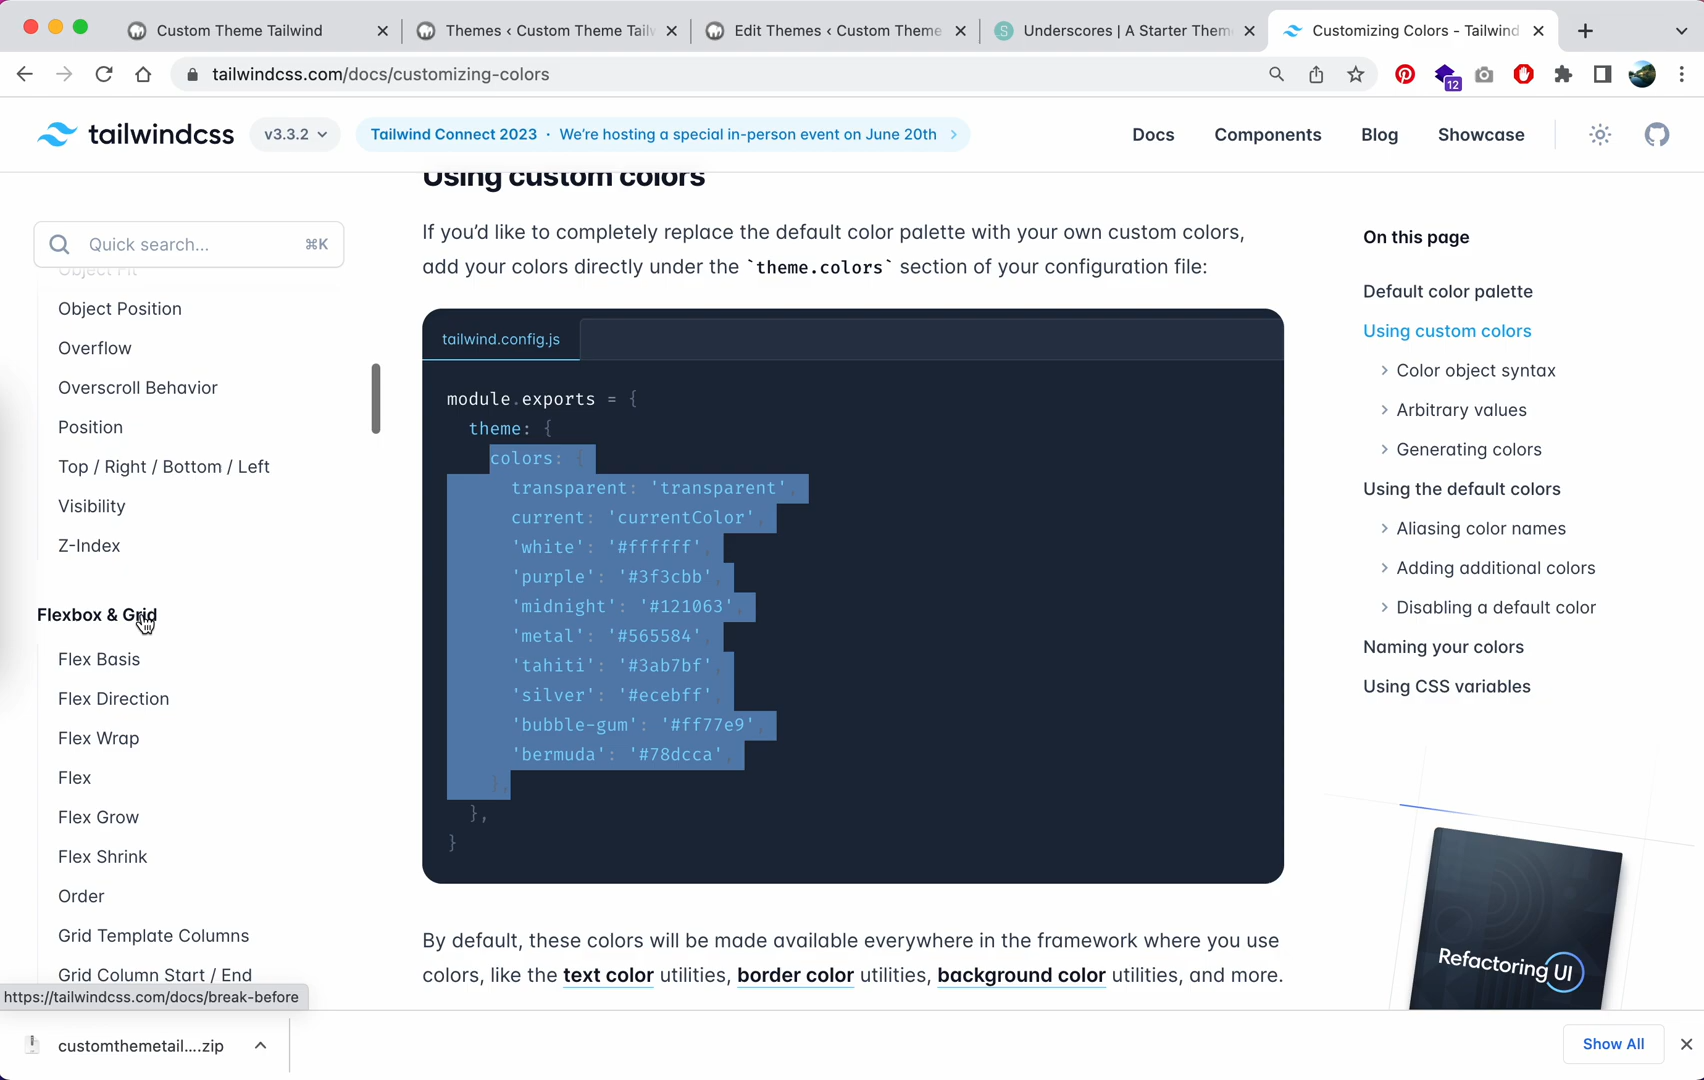 Custom Theme Tailwind
Themes ‹ Custom Theme Tail
Edit Themes ‹ Custom Theme
S
Underscores | A Starter Them
Customizing Colors - Tailwind
tailwindcss.com/docs/customizing-colors
12
tailwindcss
v3.3.2
Tailwind Connect 2023 · We’re hosting a special in-person event on June 20th
Docs
Components
Blog
Showcase
Quick search...
⌘K
Object Fit
Object Position
Overflow
Overscroll Behavior
Position
Top / Right / Bottom / Left
Visibility
Z-Index
Flexbox & Grid
Flex Basis
Flex Direction
Flex Wrap
Flex
Flex Grow
Flex Shrink
Order
Grid Template Columns
Grid Column Start / End
Using custom colors
If you’d like to completely replace the default color palette with your own custom colors,
add your colors directly under the `theme.colors` section of your configuration file:
tailwind.config.js
module.exports = {
theme: {
colors: {
transparent: 'transparent',
current: 'currentColor',
'white': '#ffffff',
'purple': '#3f3cbb',
'midnight': '#121063',
'metal': '#565584',
'tahiti': '#3ab7bf',
'silver': '#ecebff',
'bubble-gum': '#ff77e9',
'bermuda': '#78dcca',
},
},
}
By default, these colors will be made available everywhere in the framework where you use
colors, like the text color utilities, border color utilities, background color utilities, and more.
On this page
Default color palette
Using custom colors
Color object syntax
Arbitrary values
Generating colors
Using the default colors
Aliasing color names
Adding additional colors
Disabling a default color
Naming your colors
Using CSS variables
Refactoring UI
https://tailwindcss.com/docs/break-before
customthemetail....zip
Show All